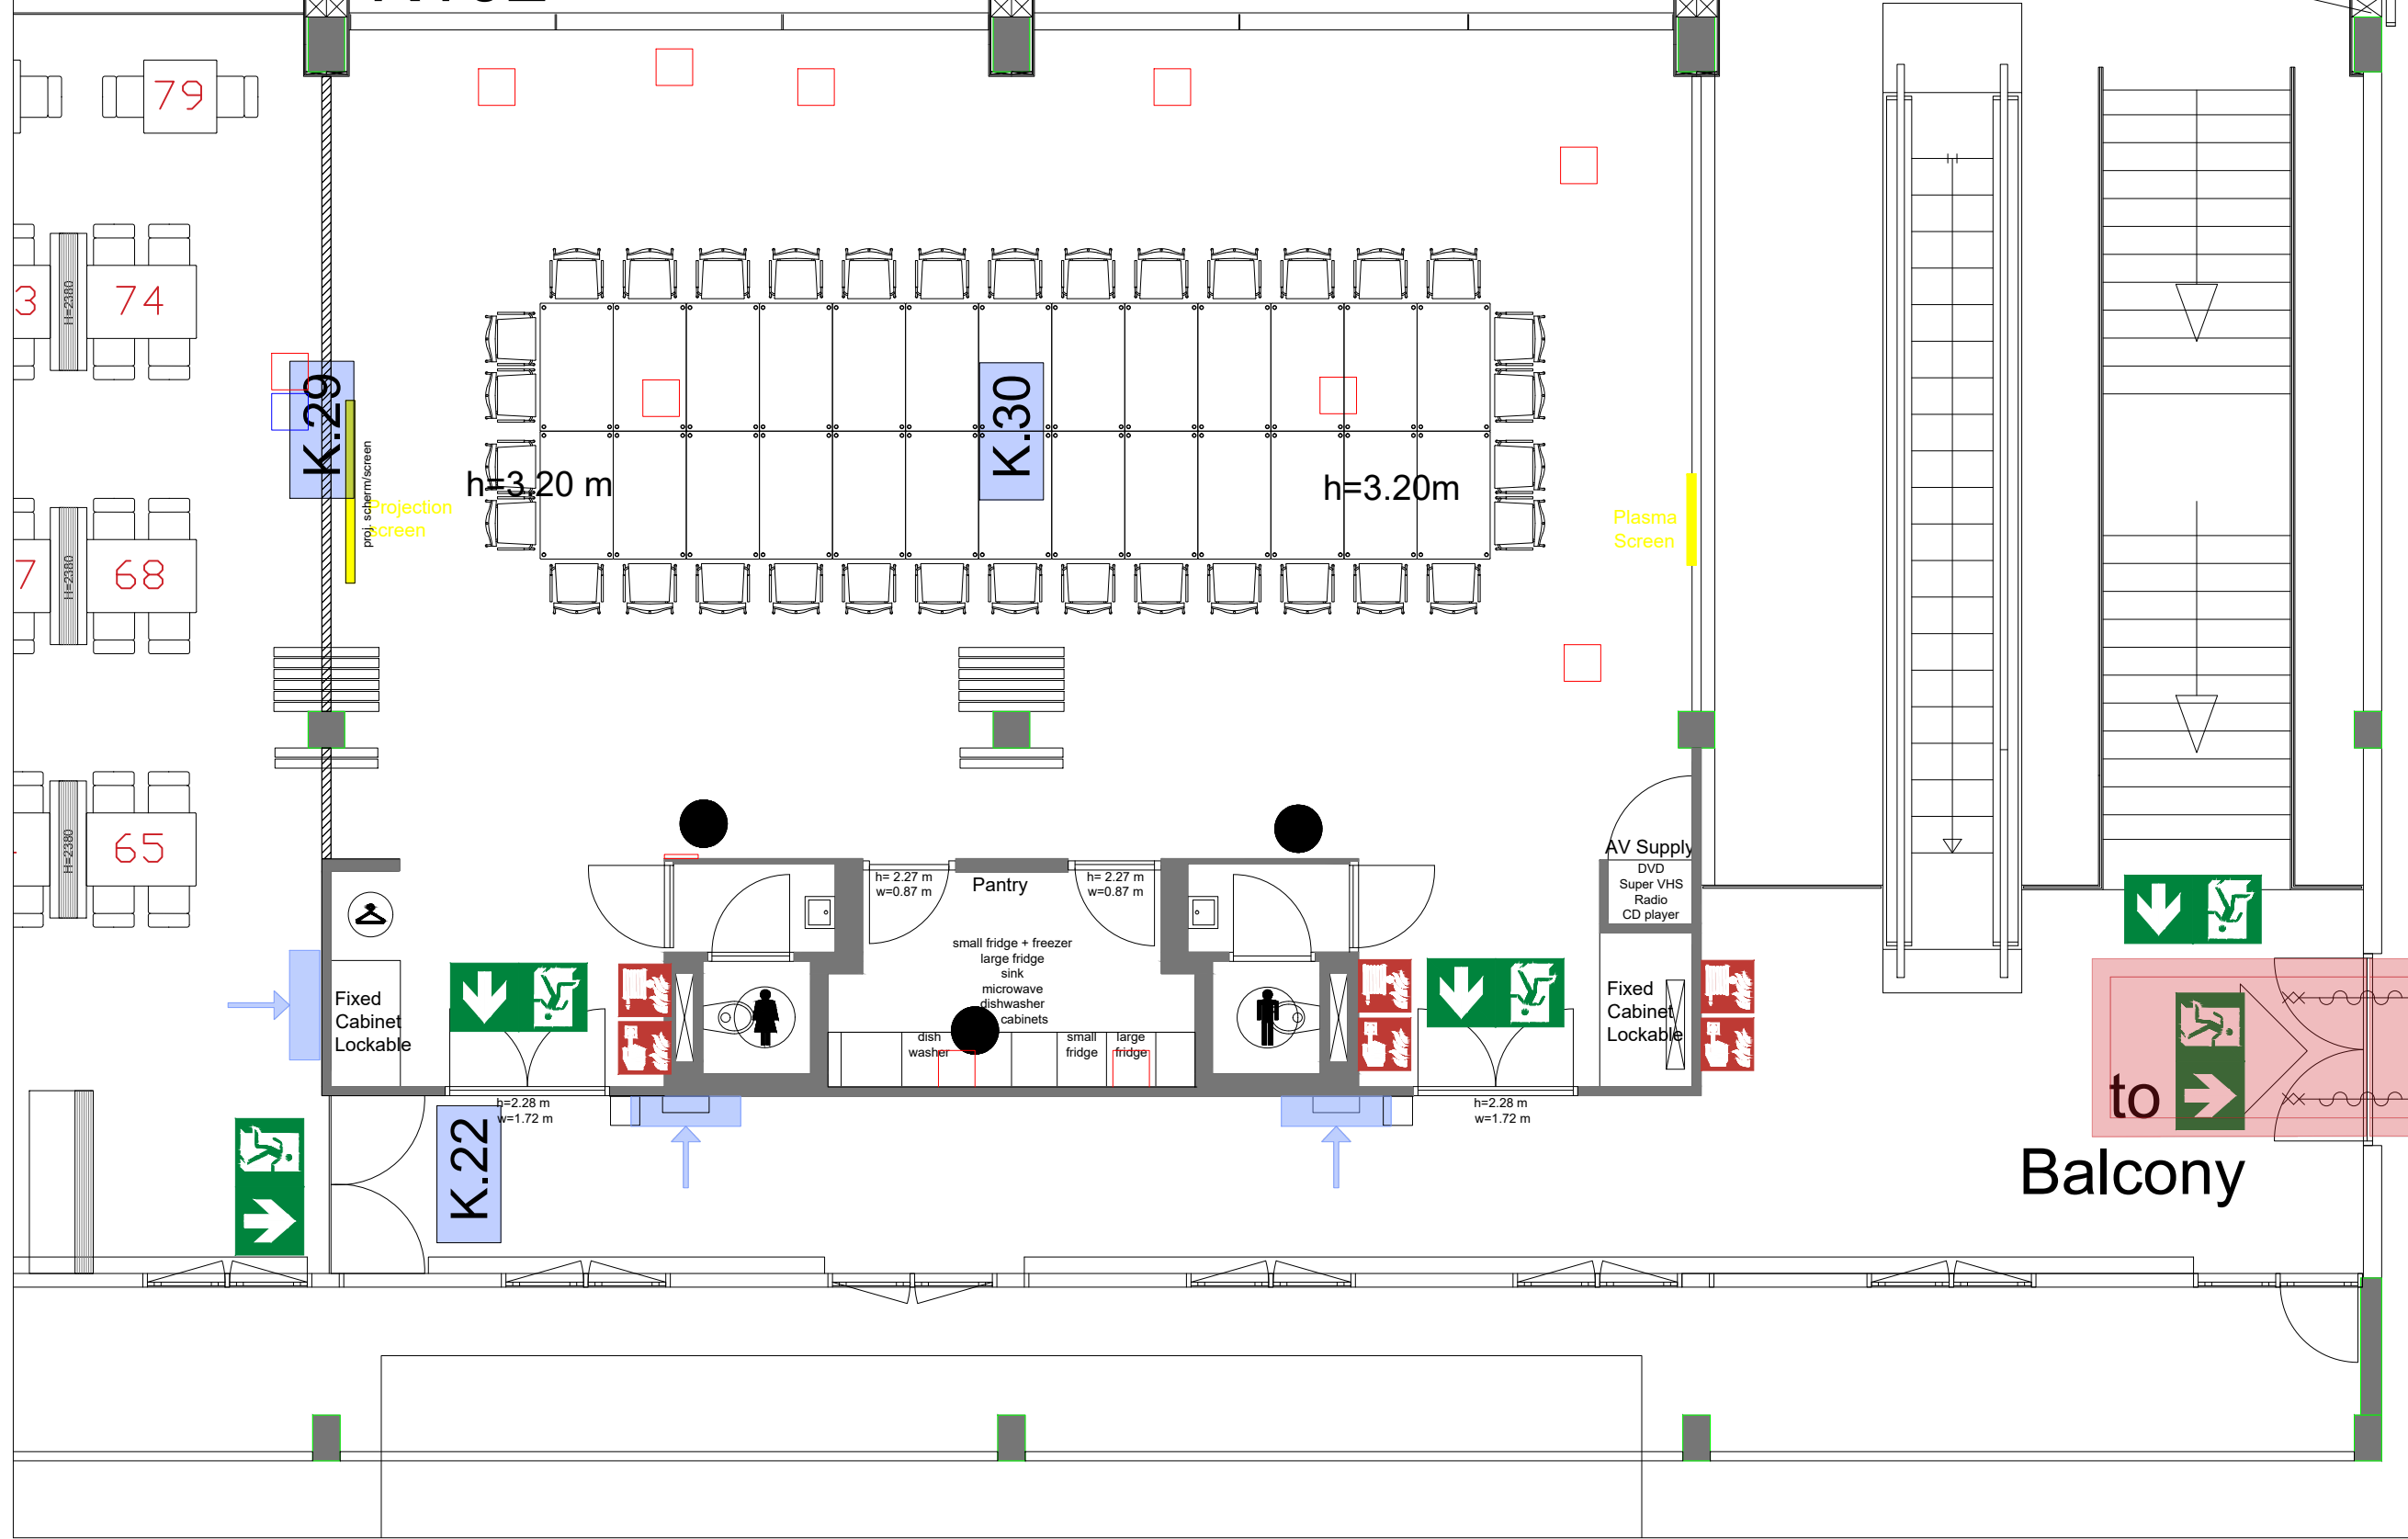 79
74
H=2380
K.29
K.30
proj. scherm/screen
h=3.20 m
h=3.20m
Projection
screen
Plasma
Screen
7
68
H=2380
65
H=2380
AV Supply
DVD
Super VHS
Radio
CD player
h= 2.27 m
w=0.87 m
Pantry
h= 2.27 m
w=0.87 m
small fridge + freezer
large fridge
sink
microwave
dishwasher
cabinets
Fixed
Cabinet
Lockable
Fixed
Cabinet
Lockable
dish
washer
small
fridge
large
fridge
h=2.28 m
w=1.72 m
h=2.28 m
w=1.72 m
K.22
to
Balcony